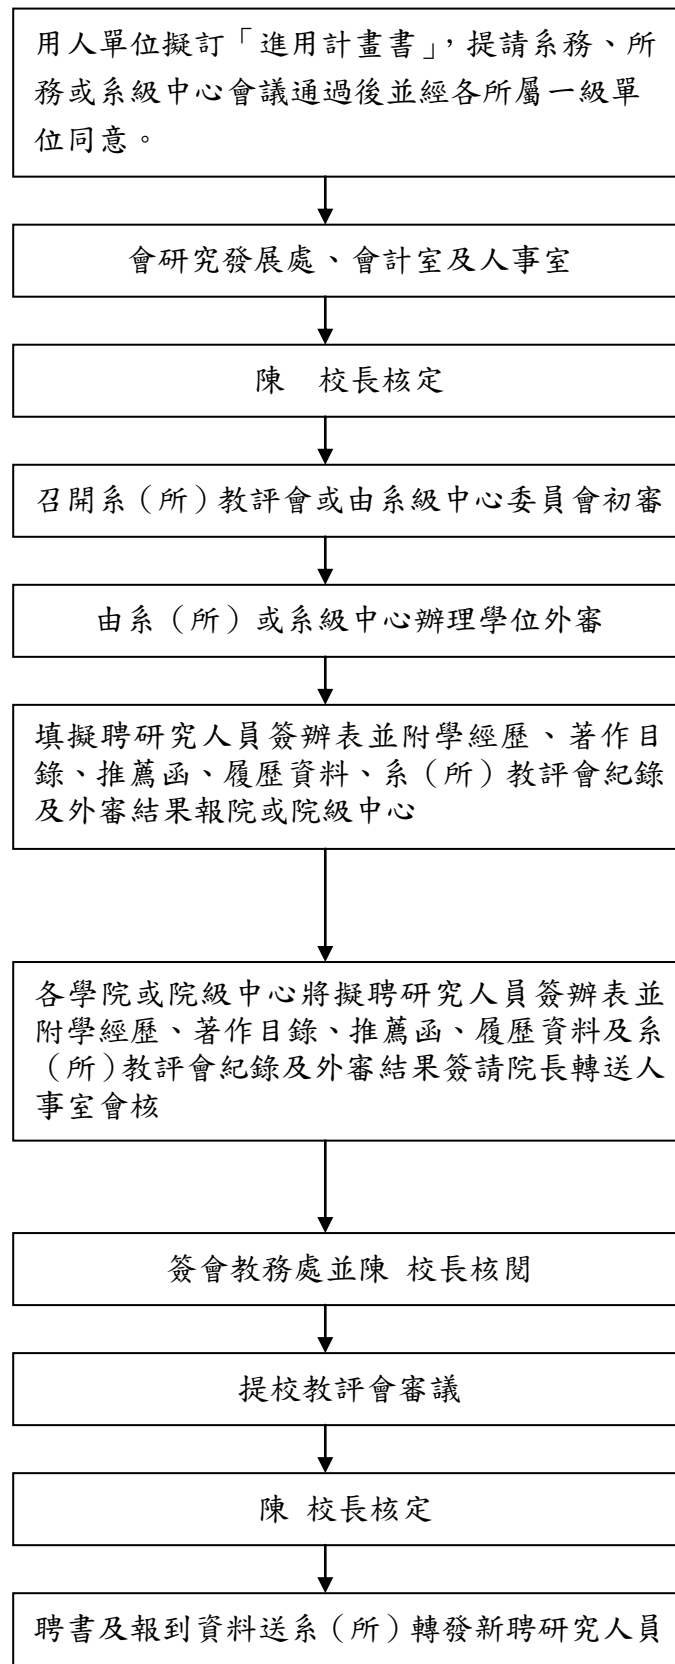 用人單位擬訂「進用計畫書」，提請系務、所
務或系級中心會議通過後並經各所屬一級單
位同意。
會研究發展處、會計室及人事室
陳　校長核定
召開系（所）教評會或由系級中心委員會初審
由系（所）或系級中心辦理學位外審
填擬聘研究人員簽辦表並附學經歷、著作目
錄、推薦函、履歷資料、系（所）教評會紀錄
及外審結果報院或院級中心
各學院或院級中心將擬聘研究人員簽辦表並
附學經歷、著作目錄、推薦函、履歷資料及系
（所）教評會紀錄及外審結果簽請院長轉送人
事室會核
簽會教務處並陳 校長核閱
提校教評會審議
陳 校長核定
聘書及報到資料送系（所）轉發新聘研究人員